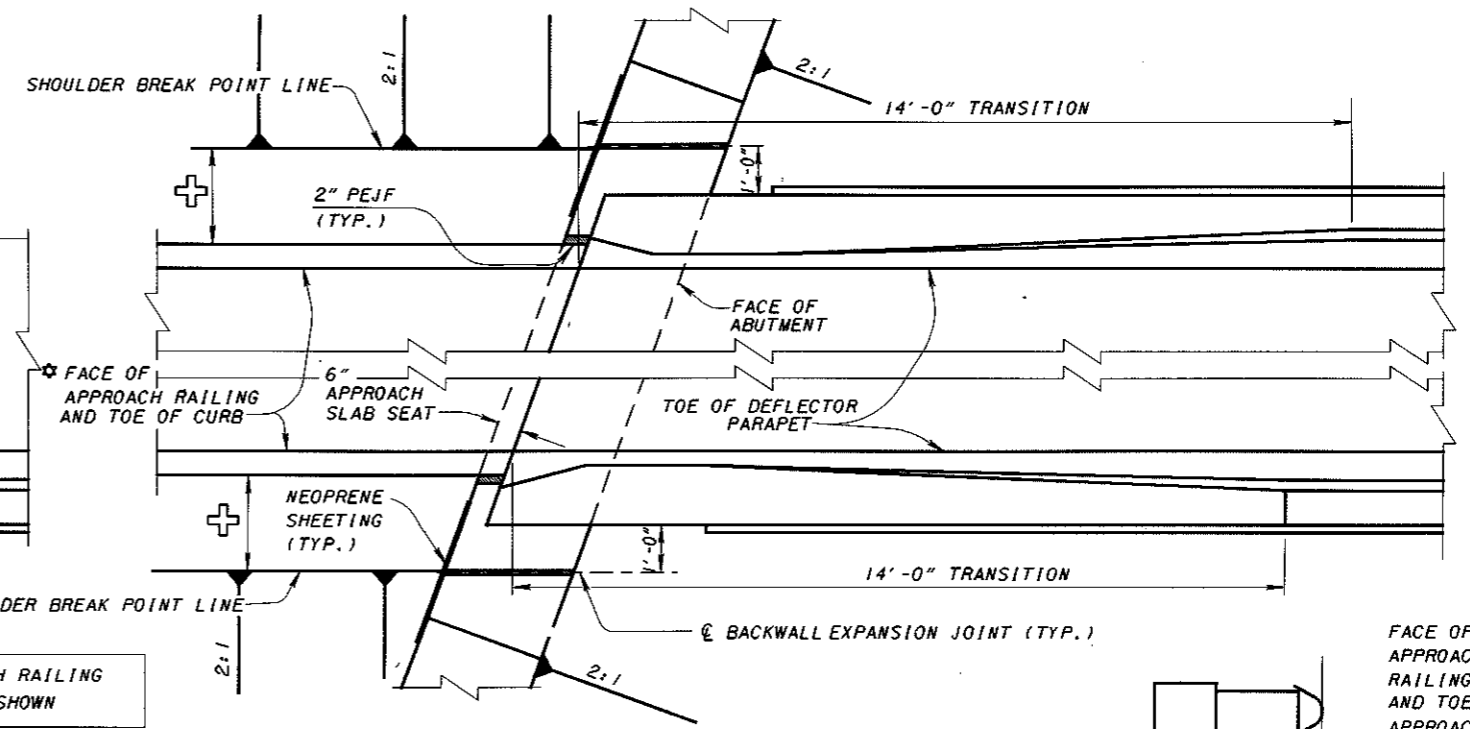 SHOULDER BREAK POINT LINE
2:1
2:1
14'-0" TRANSITION
1'-0"
2" PEJF
(TYP.)
FACE OF
ABUTMENT
FACE OF
APPROACH RAILING
AND TOE OF CURB
6"
APPROACH
SLAB SEAT
TOE OF DEFLECTOR
PARAPET
NEOPRENE
SHEETING
(TYP.)
1'-0"
14'-0" TRANSITION
DER BREAK POINT LINE
℄ BACKWALL EXPANSION JOINT (TYP.)
2:1
2:1
H RAILING
SHOWN
FACE OF
APPROAC
RAILING
AND TOE
APPROAC